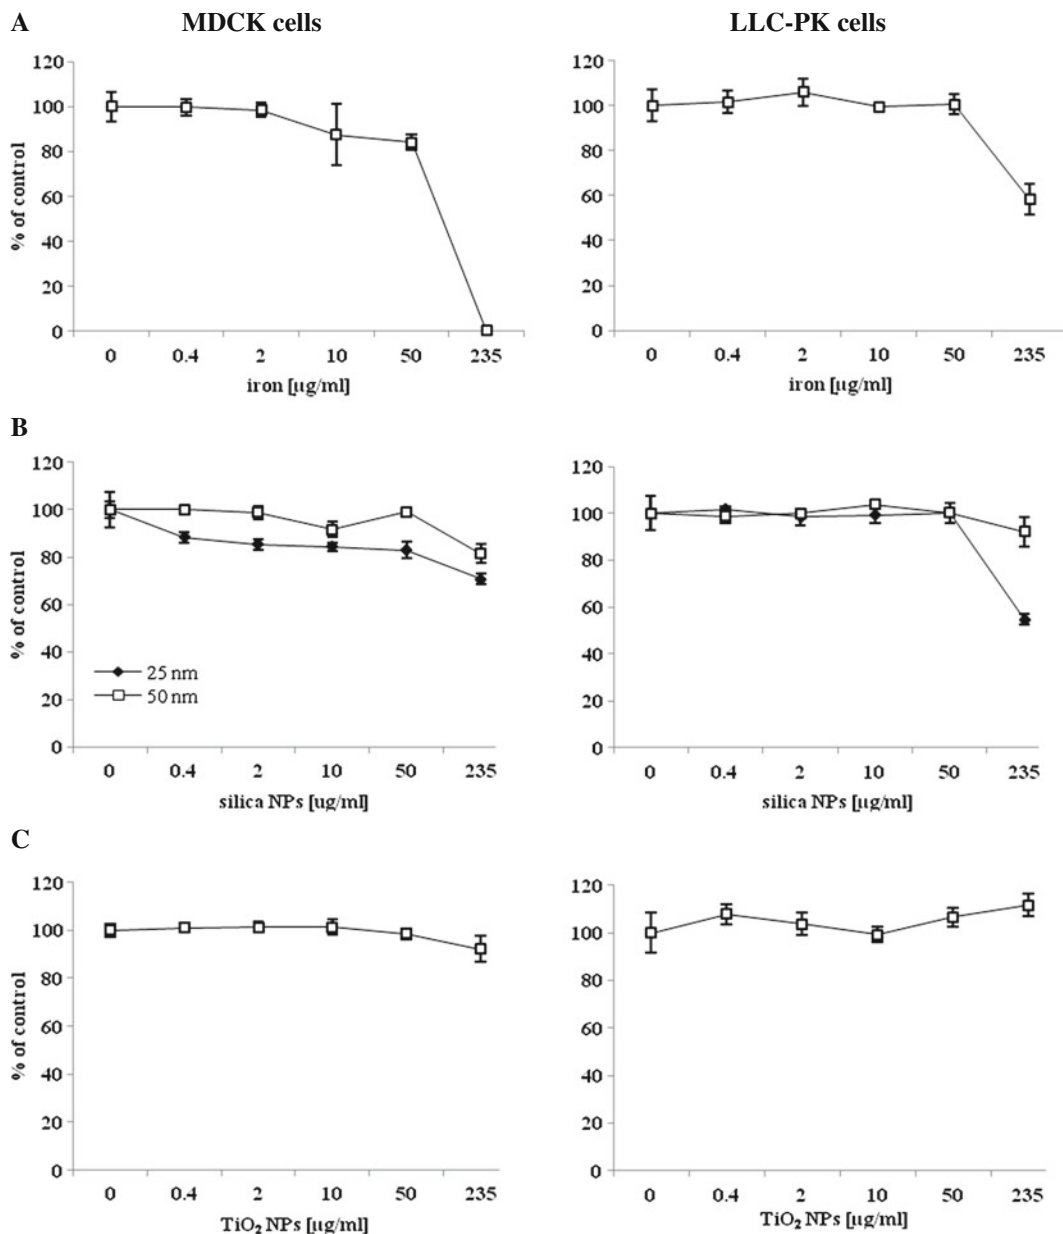 A
MDCK cells
LLC-PK cells
120
100
80
60
40
20
0
% of control
0 0.4 2 10 50 235
iron [µg/ml]
120
100
80
60
40
20
0
0 0.4 2 10 50 235
iron [µg/ml]
B
120
100
80
60
40
20
0
% of control
25 nm
50 nm
0 0.4 2 10 50 235
silica NPs [ug/ml]
120
100
80
60
40
20
0
0 0.4 2 10 50 235
silica NPs [µg/ml]
C
120
100
80
60
40
20
0
% of control
0 0.4 2 10 50 235
TiO₂ NPs [µg/ml]
120
100
80
60
40
20
0
0 0.4 2 10 50 235
TiO₂ NPs [µg/ml]